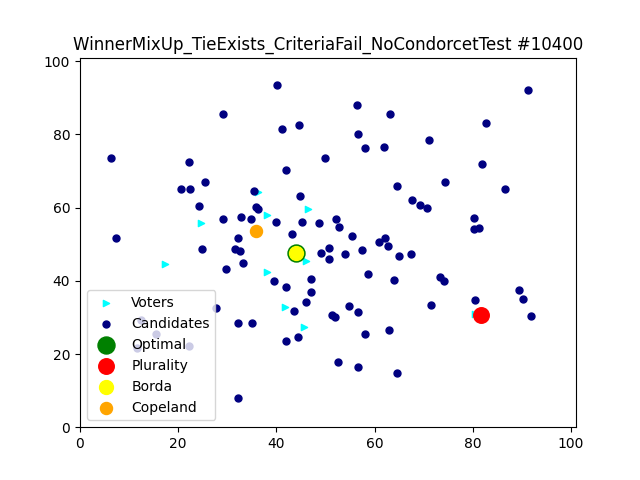 WinnerMixUp_TieExists_CriteriaFail_NoCondorcetTest #10400
100
80
60
40
20
0
Voters
Candidates
Optimal
Plurality
Borda
Copeland
0 20 40 60 80 100